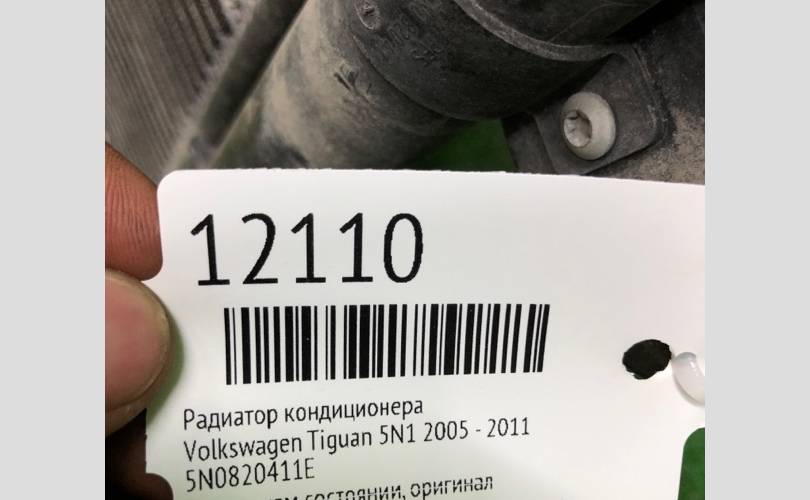 12110
Радиатор кондиционера
Volkswagen Tiguan 5N1 2005 - 2011
5N0820411E
состоянии, оригинал